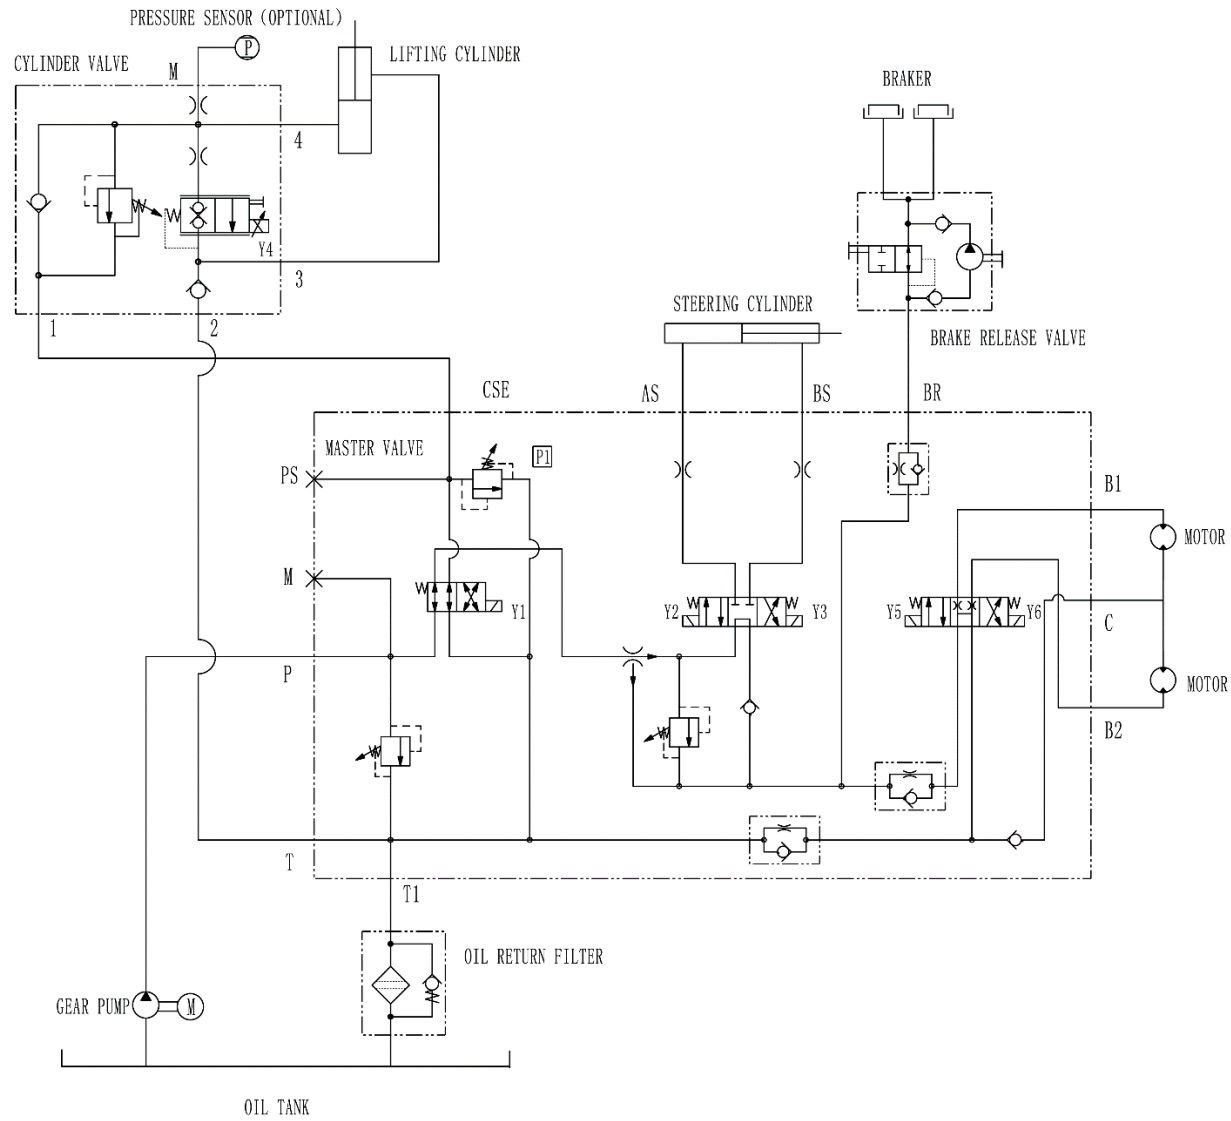 PRESSURE SENSOR (OPTIONAL)
P
LIFTING CYLINDER
CYLINDER VALVE
M
BRAKER
4
Y4
3
1
2
STEERING CYLINDER
BRAKE RELEASE VALVE
CSE
AS
BS
BR
MASTER VALVE
P1
PS
B1
MOTOR
M
Y1
Y2
Y3
Y5
Y6
C
P
MOTOR
B2
T
T1
OIL RETURN FILTER
GEAR PUMP
M
OIL TANK